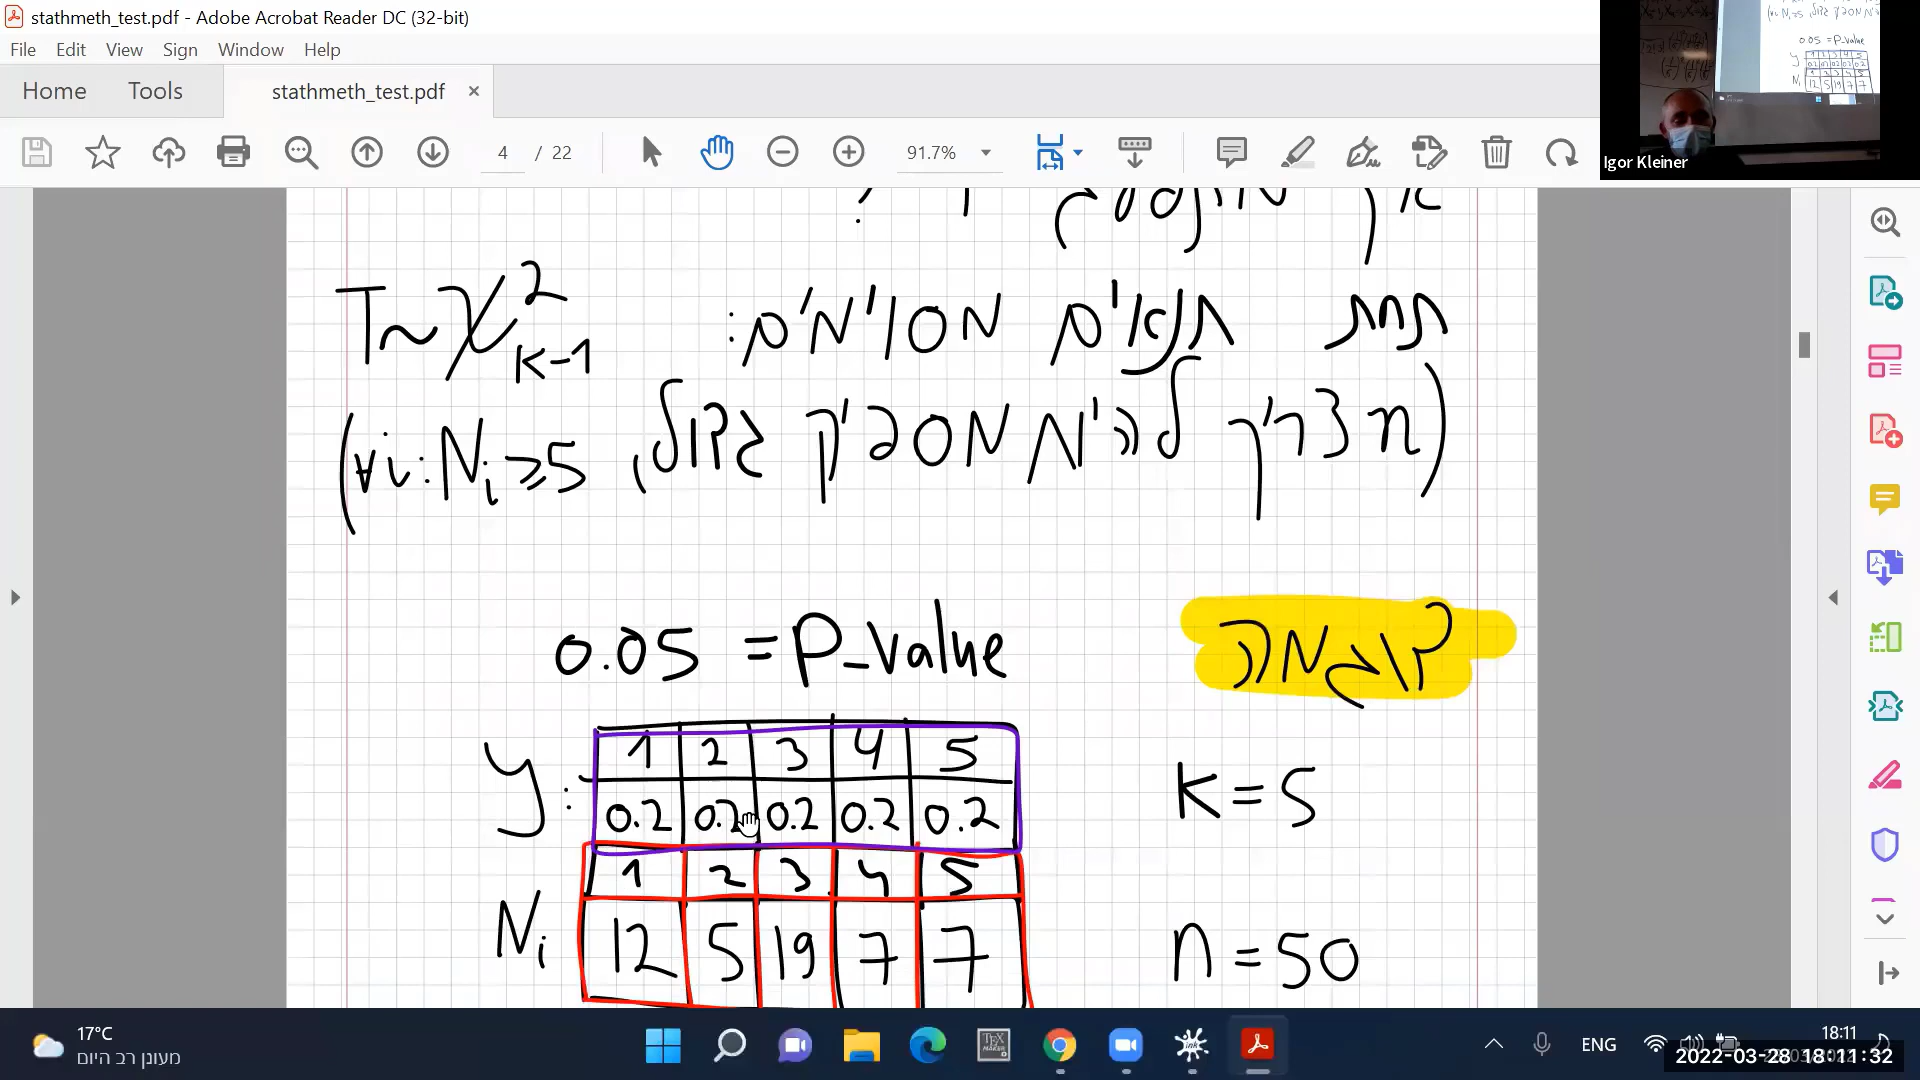 stathmeth_test.pdf - Adobe Acrobat Reader DC (32-bit)
File Edit View Sign Window Help
Home Tools stathmeth_test.pdf ×
4 / 22 91.7%
Igor Kleiner
איך
?
תחת תנאים מסויימים: T~χ²ₖ₋₁
(n צריך להיות מספיק גדול, ∀i: Nᵢ ≥ 5)
דוגמה
0.05 = P_value
y: 1 2 3 4 5
0.2 0.2 0.2 0.2 0.2
k = 5
Nᵢ 1 2 3 4 5
12 5 19 7 7
n = 50
17°C
מעונן רב היום
ENG
18:11
2022-03-28 18:11:32